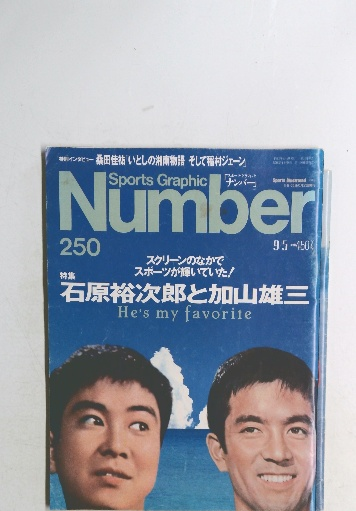 特別インタビュー 桑田佳祐「いとしの湘南物語 そして稲村ジェーン」
Sports Graphic
「ナンバー」
Sports Illustrated
Number
250
9.5
スクリーンのなかで
スポーツが輝いていた!
特集
石原裕次郎と加山雄三
He's my favorite